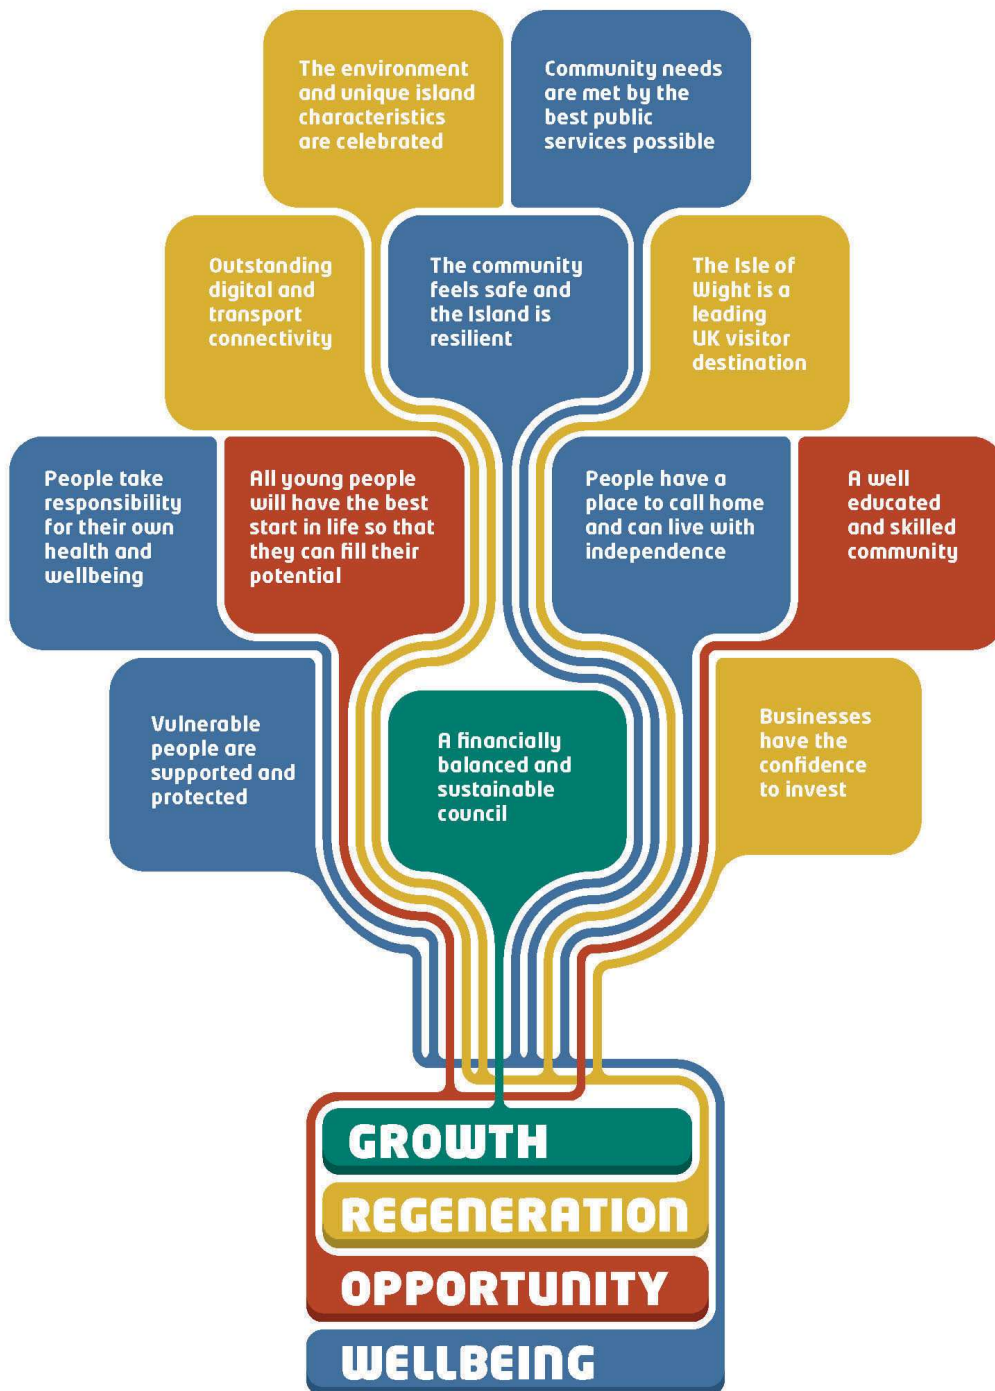 The environment
and unique island
characteristics
are celebrated
Community needs
are met by the
best public
services possible
Outstanding
digital and
transport
connectivity
The community
feels safe and
the Island is
resilient
The Isle of
Wight is a
leading
UK visitor
destination
People take
responsibility
for their own
health and
wellbeing
All young people
will have the best
start in life so that
they can fill their
potential
People have a
place to call home
and can live with
independence
A well
educated
and skilled
community
Vulnerable
people are
supported and
protected
A financially
balanced and
sustainable
council
Businesses
have the
confidence
to invest
GROWTH
REGENERATION
OPPORTUNITY
WELLBEING